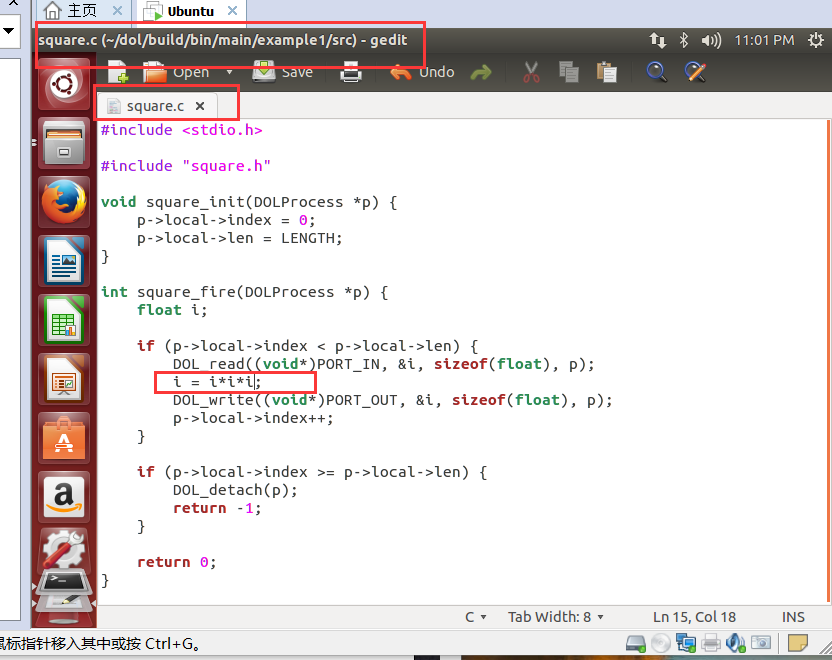 主页 × Ubuntu ×
square.c (~/dol/build/bin/main/example1/src) - gedit 11:01 PM
Open Save Undo
square.c ×
#include <stdio.h>
#include "square.h"
void square_init(DOLProcess *p) {
    p->local->index = 0;
    p->local->len = LENGTH;
}
int square_fire(DOLProcess *p) {
    float i;
    if (p->local->index < p->local->len) {
        DOL_read((void*)PORT_IN, &i, sizeof(float), p);
        i = i*i*i;
        DOL_write((void*)PORT_OUT, &i, sizeof(float), p);
        p->local->index++;
    }
    if (p->local->index >= p->local->len) {
        DOL_detach(p);
        return -1;
    }
    return 0;
}
C Tab Width: 8 Ln 15, Col 18 INS
鼠标指针移入其中或按 Ctrl+G。